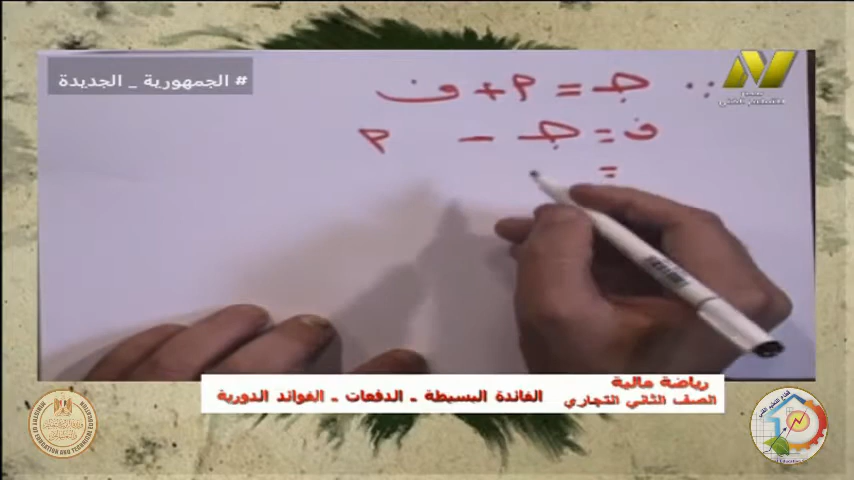 # الجمهورية _ الجديدة
∴ جـ = م + ف
ف = جـ - م
=
رياضة مالية
الصف الثاني التجاري
الفائدة البسيطة _ الدفعات _ الفوائد الدورية